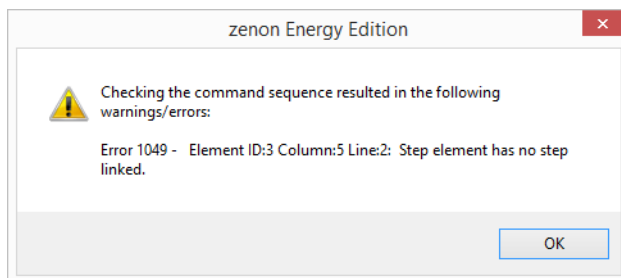 zenon Energy Edition
Checking the command sequence resulted in the following
warnings/errors:
Error 1049 -   Element ID:3 Column:5 Line:2:  Step element has no step
linked.
OK